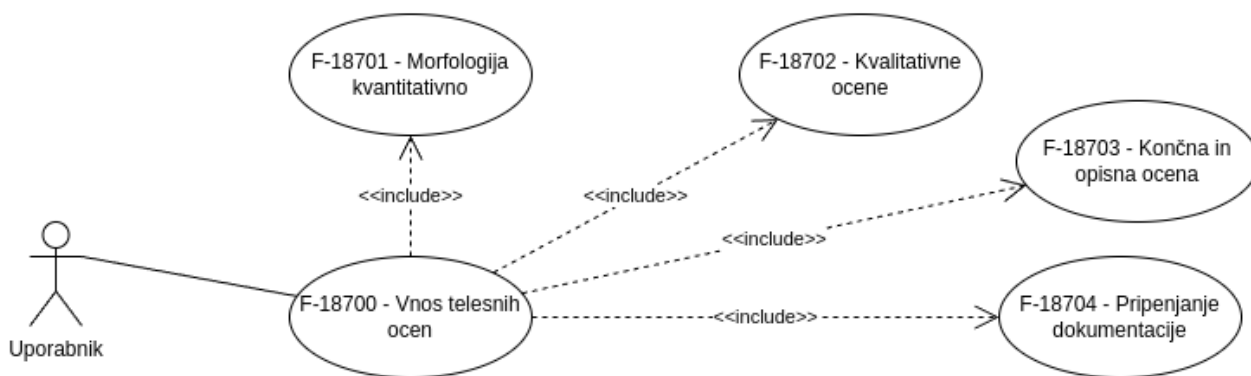 F-18701 - Morfologija
kvantitativno
F-18702 - Kvalitativne
ocene
F-18703 - Končna in
opisna ocena
<<include>>
<<include>>
<<include>>
F-18700 - Vnos telesnih
ocen
<<include>>
F-18704 - Pripenjanje
dokumentacije
Uporabnik